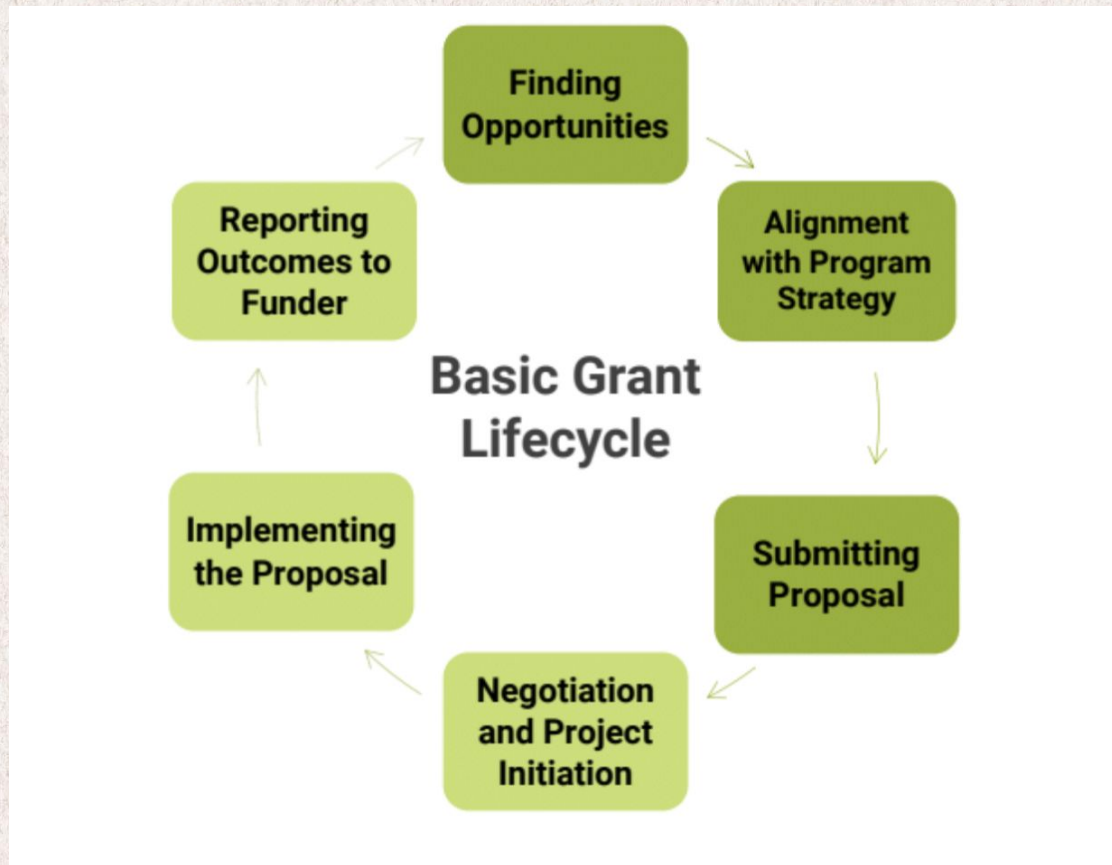 Finding
Opportunities
Alignment
with Program
Strategy
Submitting
Proposal
Negotiation
and Project
Initiation
Implementing
the Proposal
Reporting
Outcomes to
Funder
Basic Grant
Lifecycle